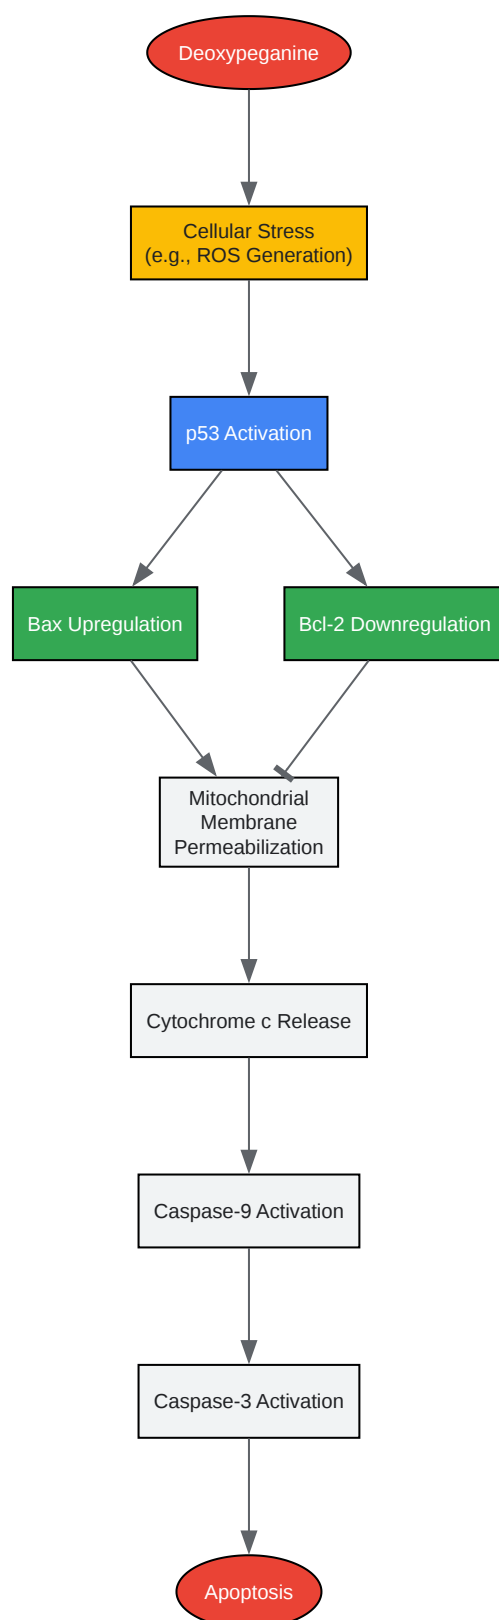 Deoxypeganine
Cellular Stress
(e.g., ROS Generation)
p53 Activation
Bax Upregulation
Bcl-2 Downregulation
Mitochondrial
Membrane
Permeabilization
Cytochrome c Release
Caspase-9 Activation
Caspase-3 Activation
Apoptosis